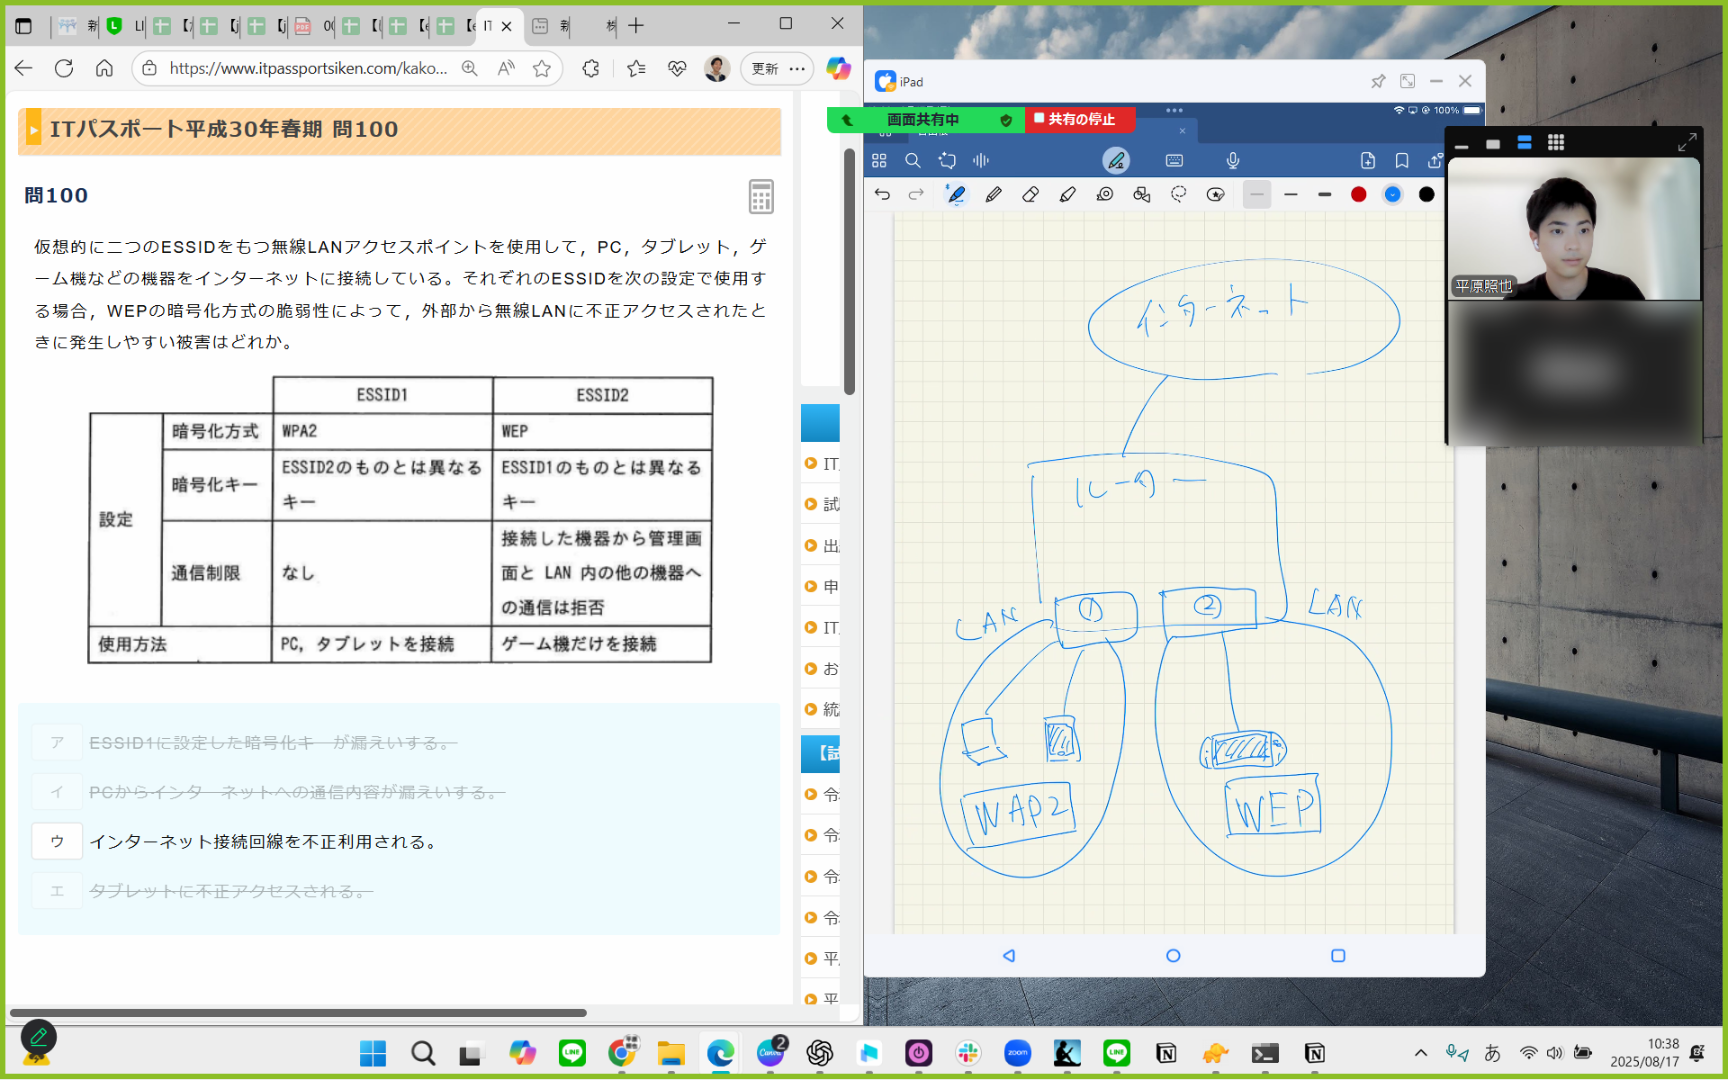 新
LI
【
【j
【j
0(
【(
【e
【e
IT
新
核
https://www.itpassportsiken.com/kako...
更新
ITパスポート平成30年春期 問100
問100
仮想的に二つのESSIDをもつ無線LANアクセスポイントを使用して，PC，タブレット，ゲ
ーム機などの機器をインターネットに接続している。それぞれのESSIDを次の設定で使用す
る場合，WEPの暗号化方式の脆弱性によって，外部から無線LANに不正アクセスされたと
きに発生しやすい被害はどれか。
ESSID1 ESSID2
設定
暗号化方式 WPA2 WEP
暗号化キー ESSID2のものとは異なるキー ESSID1のものとは異なるキー
通信制限 なし 接続した機器から管理画面と LAN 内の他の機器への通信は拒否
使用方法 PC，タブレットを接続 ゲーム機だけを接続
ア ESSID1に設定した暗号化キーが漏えいする。
イ PCからインターネットへの通信内容が漏えいする。
ウ インターネット接続回線を不正利用される。
エ タブレットに不正アクセスされる。
IT
試
出
申
IT
お
統
【試
令
令
令
令
平
平
iPad
100%
画面共有中
共有の停止
インターネット
ルーター
LAN
①
②
LAN
WAP2
WEP
平原照也
2
zoom
あ
10:38
2025/08/17